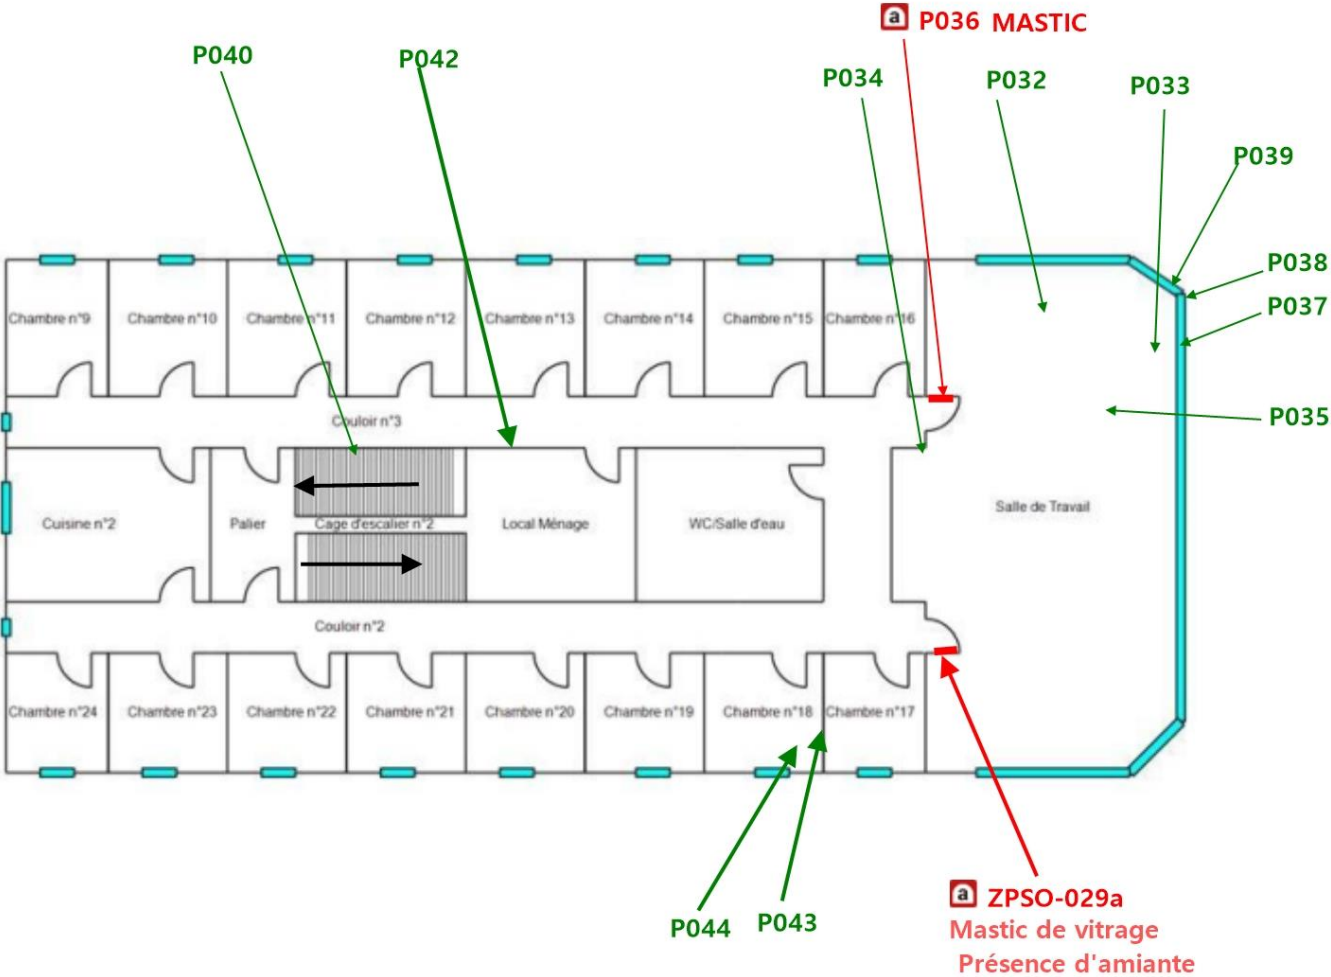 a P036 MASTIC
P040
P042
P034
P032
P033
P039
P038
P037
Chambre n°9
Chambre n°10
Chambre n°11
Chambre n°12
Chambre n°13
Chambre n°14
Chambre n°15
Chambre n°16
P035
Couloir n°3
Salle de Travail
Cuisine n°2
Palier
Cage d'escalier n°2
Local Ménage
WC/Salle d'eau
Couloir n°2
Chambre n°24
Chambre n°23
Chambre n°22
Chambre n°21
Chambre n°20
Chambre n°19
Chambre n°18
Chambre n°17
P044
P043
a ZPSO-029a
Mastic de vitrage
Présence d'amiante